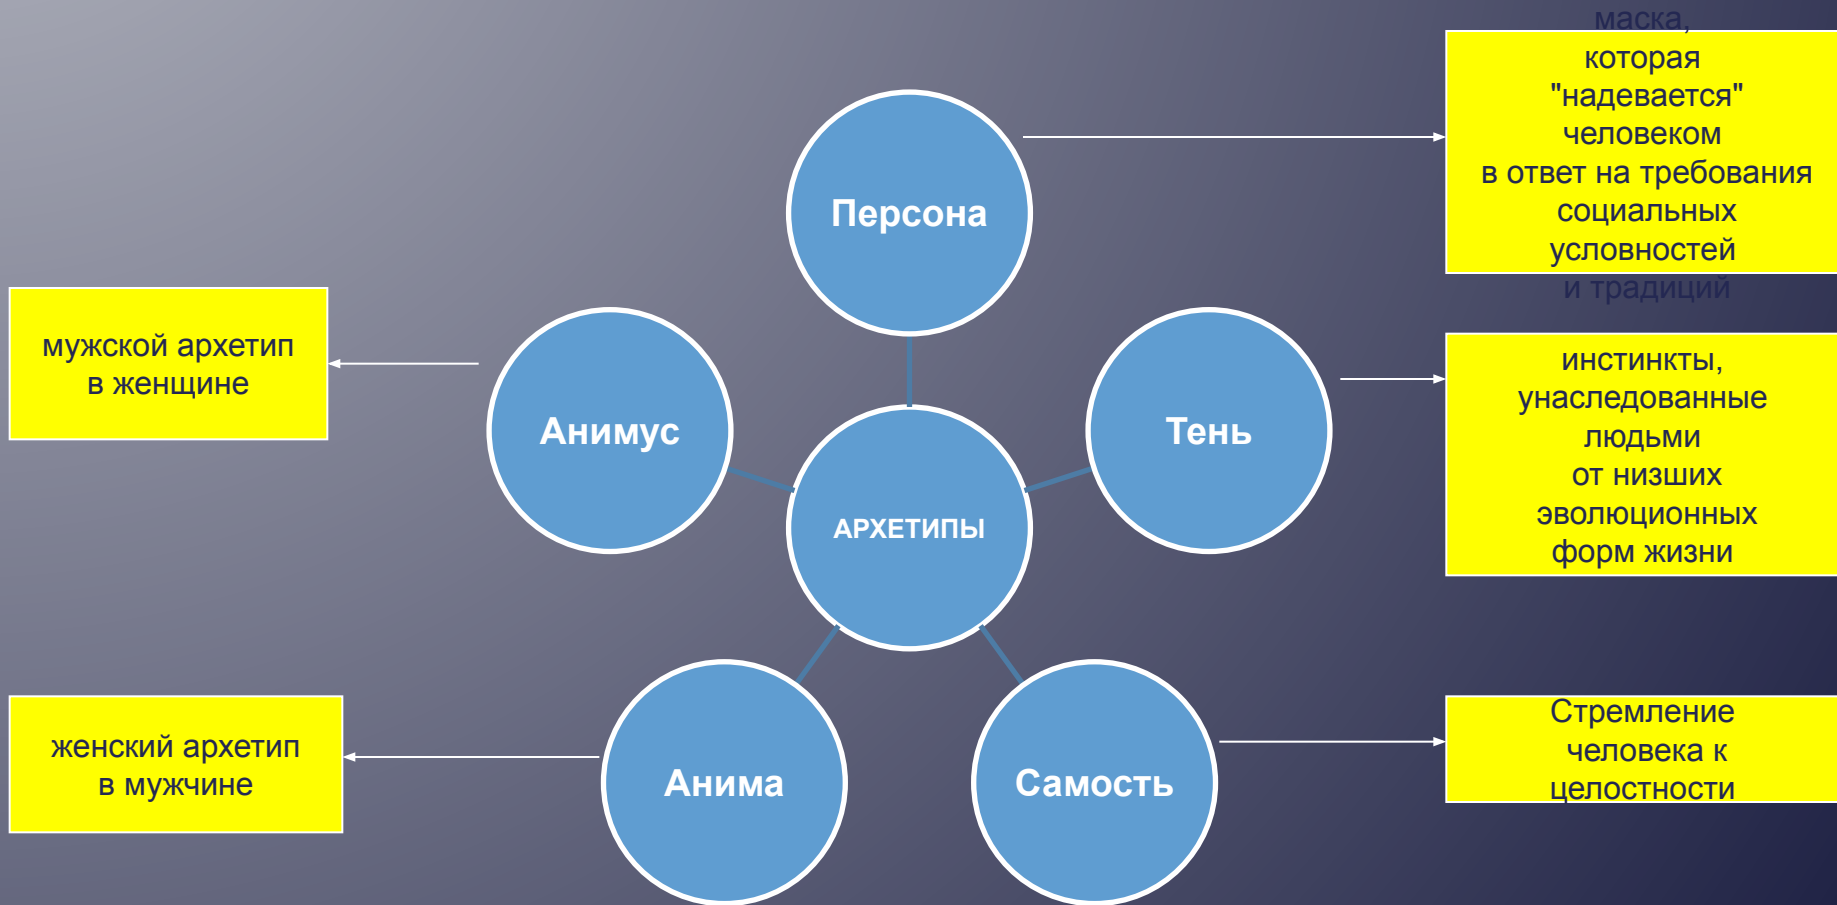 маска,
которая
"надевается"
человеком
в ответ на требования
социальных
условностей
и традиций
Персона
мужской архетип
в женщине
Анимус
Тень
инстинкты,
унаследованные
людьми
от низших
эволюционных
форм жизни
АРХЕТИПЫ
женский архетип
в мужчине
Анима
Самость
Стремление
человека к
целостности